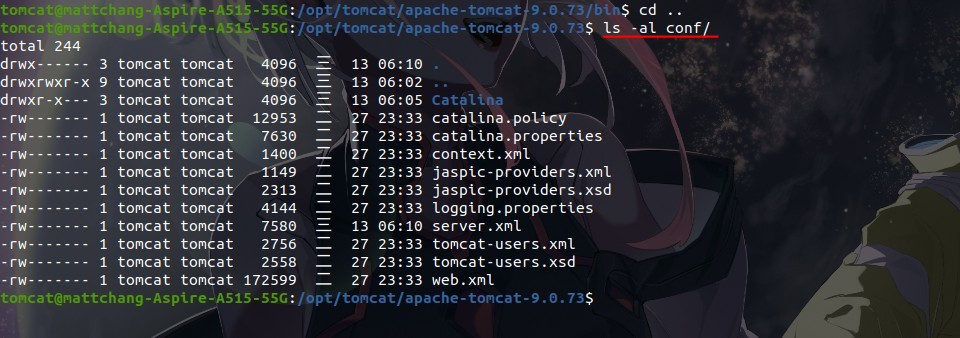 tomcat@mattchang-Aspire-A515-55G:/opt/tomcat/apache-tomcat-9.0.73/bin$ cd ..
tomcat@mattchang-Aspire-A515-55G:/opt/tomcat/apache-tomcat-9.0.73$ ls -al conf/
total 244
drwx------ 3 tomcat tomcat   4096  三  13 06:10 .
drwxrwxr-x 9 tomcat tomcat   4096  三  13 06:02 ..
drwxr-x--- 3 tomcat tomcat   4096  三  13 06:05 Catalina
-rw------- 1 tomcat tomcat  12953  二  27 23:33 catalina.policy
-rw------- 1 tomcat tomcat   7630  二  27 23:33 catalina.properties
-rw------- 1 tomcat tomcat   1400  二  27 23:33 context.xml
-rw------- 1 tomcat tomcat   1149  二  27 23:33 jaspic-providers.xml
-rw------- 1 tomcat tomcat   2313  二  27 23:33 jaspic-providers.xsd
-rw------- 1 tomcat tomcat   4144  二  27 23:33 logging.properties
-rw------- 1 tomcat tomcat   7580  三  13 06:10 server.xml
-rw------- 1 tomcat tomcat   2756  二  27 23:33 tomcat-users.xml
-rw------- 1 tomcat tomcat   2558  二  27 23:33 tomcat-users.xsd
-rw------- 1 tomcat tomcat 172599  二  27 23:33 web.xml
tomcat@mattchang-Aspire-A515-55G:/opt/tomcat/apache-tomcat-9.0.73$